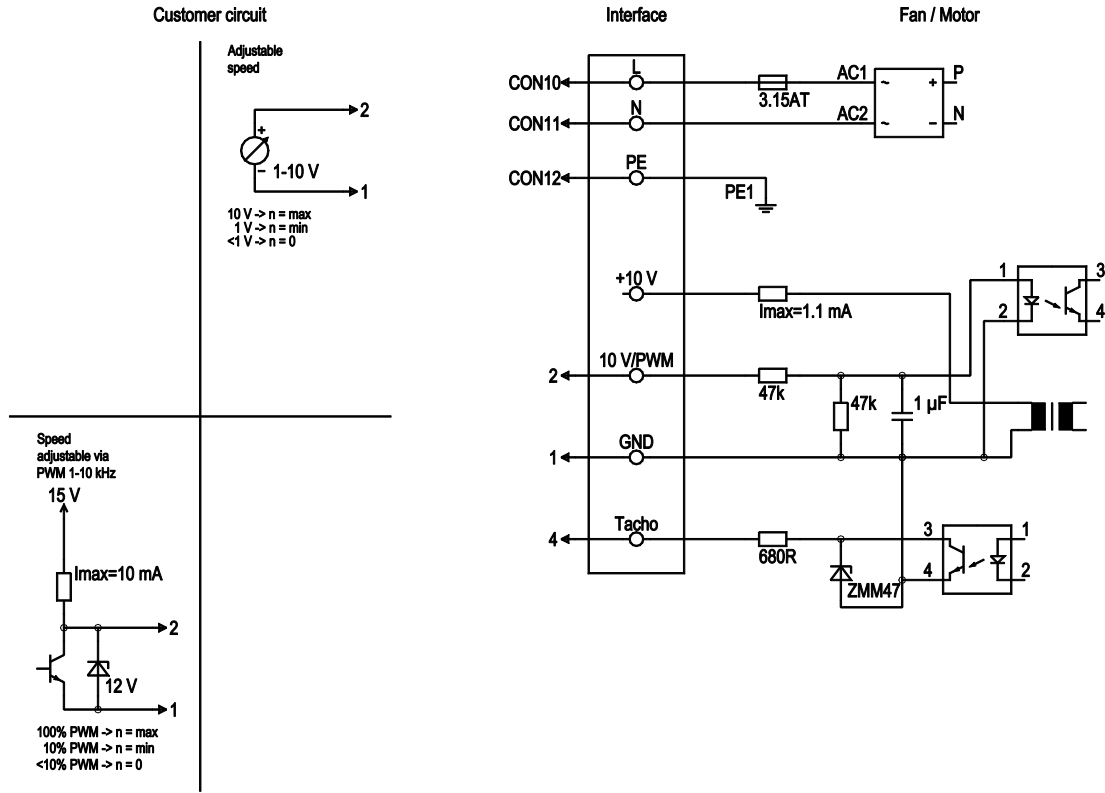 Customer circuit
Interface
Fan / Motor
Adjustable
speed
2
+
−
1-10 V
1
10 V -> n = max
1 V -> n = min
<1 V -> n = 0
Speed
adjustable via
PWM 1-10 kHz
15 V
Imax=10 mA
2
12 V
1
100% PWM -> n = max
10% PWM -> n = min
<10% PWM -> n = 0
L
CON10
3.15AT
AC1
~
+
P
N
CON11
AC2
~
−
N
PE
CON12
PE1
+10 V
Imax=1.1 mA
1
2
3
4
10 V/PWM
2
47k
47k
1 µF
GND
1
Tacho
4
680R
ZMM47
3
4
1
2